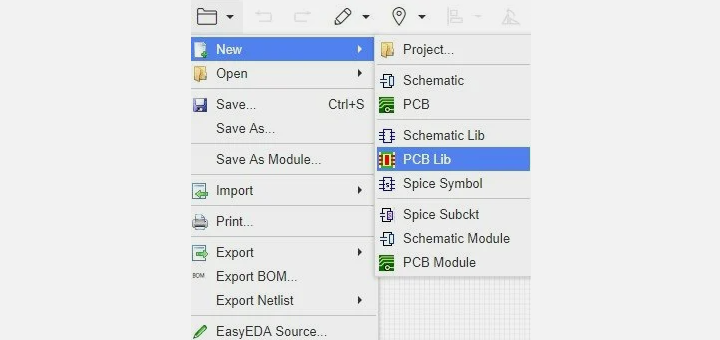 New
Open
Save... Ctrl+S
Save As...
Save As Module...
Import
Print...
Export
BOM Export BOM...
Export Netlist
EasyEDA Source...
Project...
Schematic
PCB
Schematic Lib
PCB Lib
Spice Symbol
Spice Subckt
Schematic Module
PCB Module